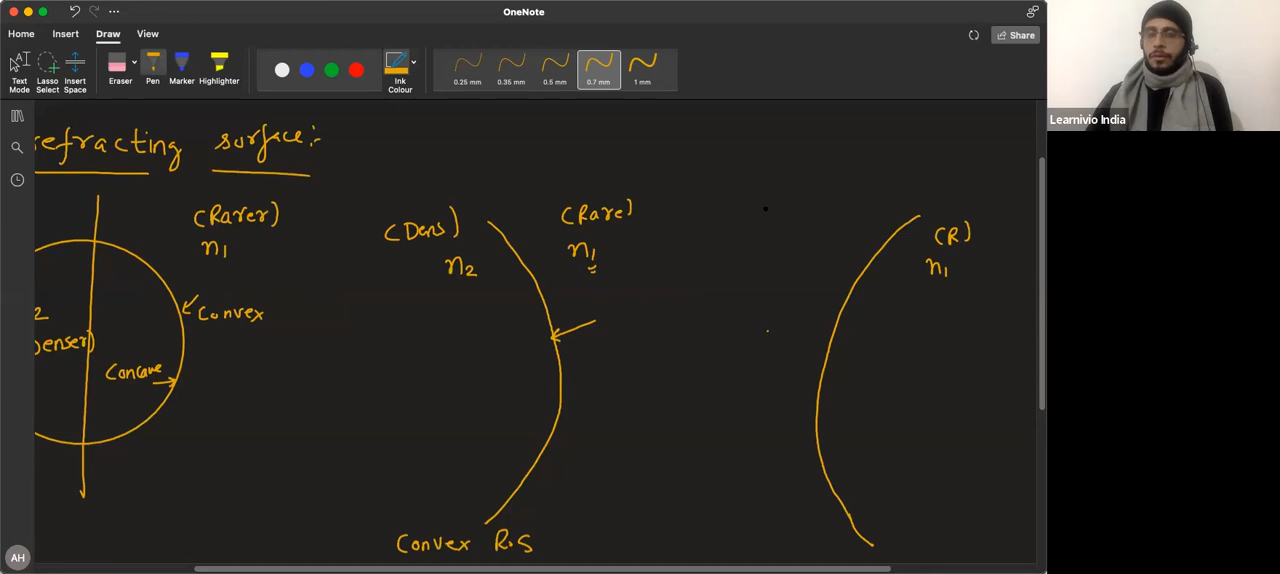 OneNote
Home Insert Draw View
Share
Text Mode
Lasso Select
Insert Space
Eraser
Pen
Marker
Highlighter
Ink Colour
0.25 mm
0.35 mm
0.5 mm
0.7 mm
1 mm
Learnivio India
refracting surface:-
(Rarer)
n1
2
Denser)
Convex
Concave
(Dens)
n2
(Rare)
n1
Convex R.S
(R)
n1
AH